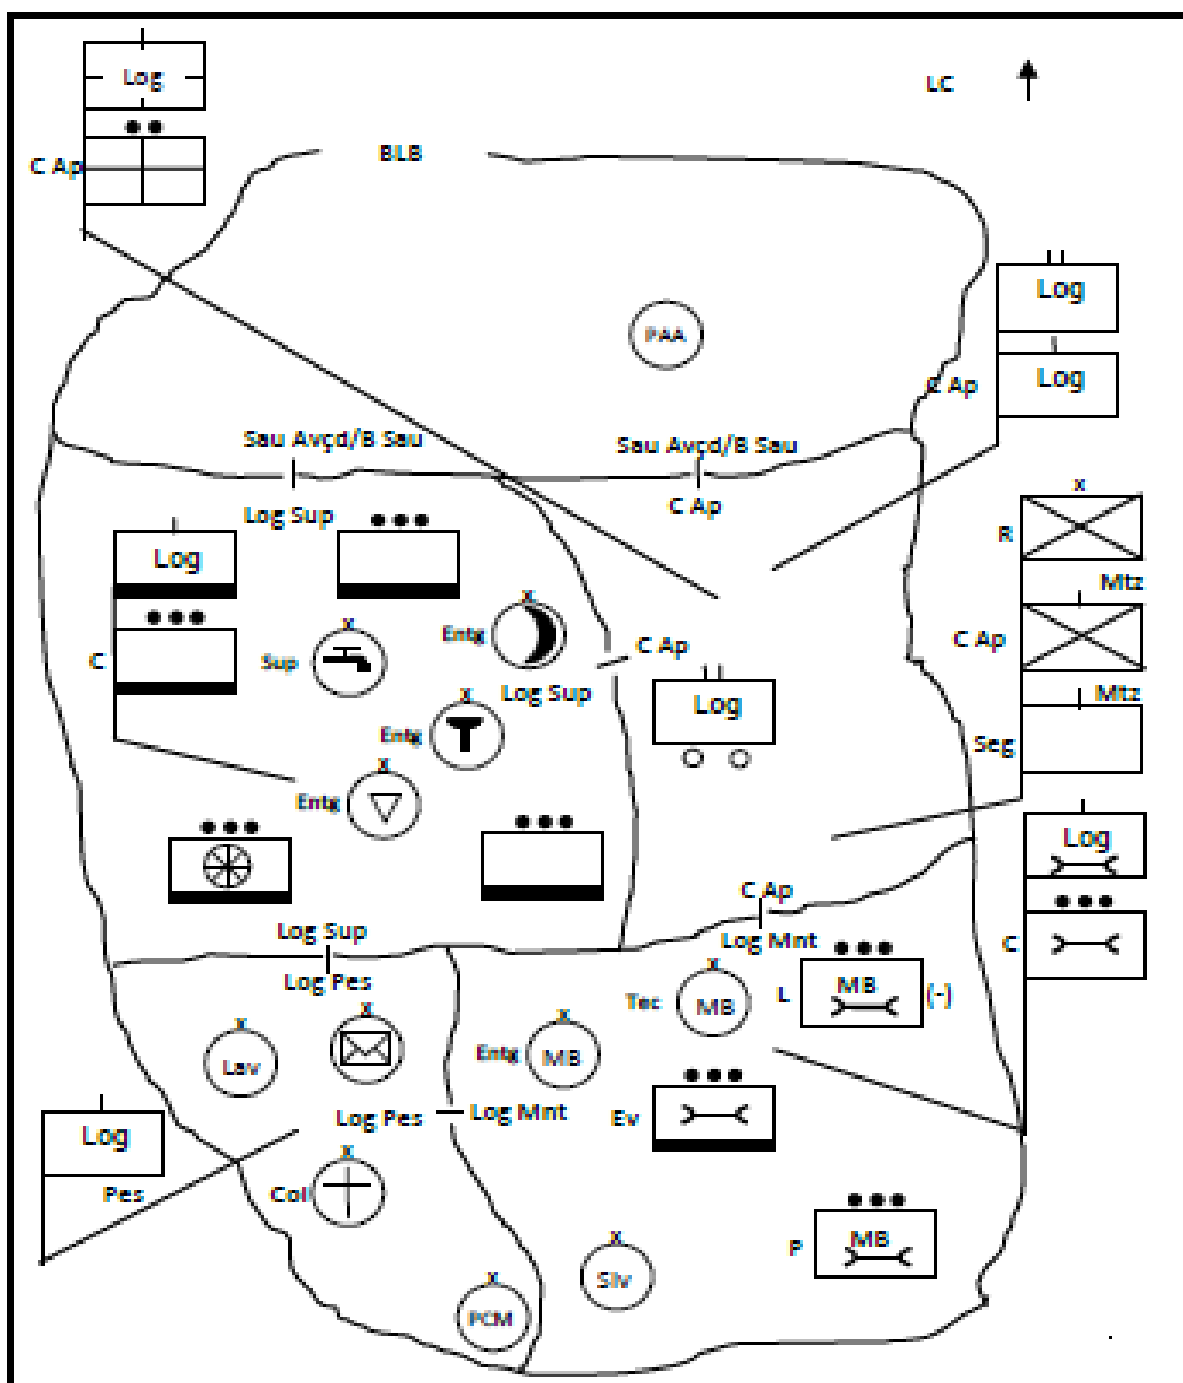 Log
LC
C Ap
BLB
Log
PAA
C Ap
Log
Sau Avçd/B Sau
Sau Avçd/B Sau
C Ap
Log Sup
x
R
Mtz
Log
x
Entg
C Ap
C Ap
Mtz
x
Sup
C
Log Sup
Log
x
Entg
Seg
x
Entg
Log
C Ap
Log Sup
Log Mnt
C
Log Pes
x
Tec
MB
L
MB
(-)
x
Lav
x
x
Entg
MB
Log Pes
Log Mnt
Ev
Log
Pes
x
Col
P
MB
x
Slv
x
PCM